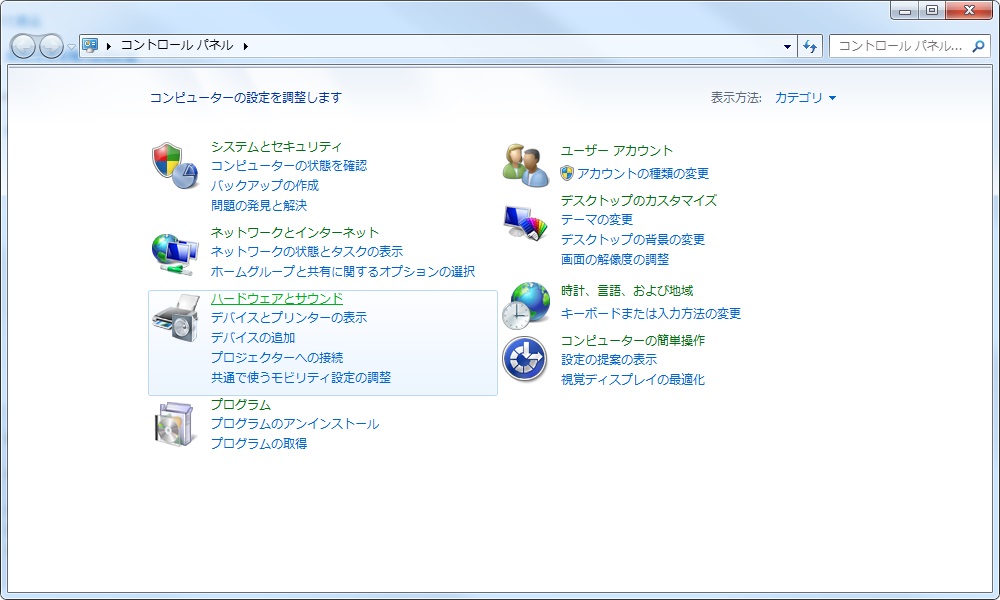 コントロール パネル
コントロール パネル...
コンピューターの設定を調整します
表示方法: カテゴリ
システムとセキュリティ
コンピューターの状態を確認
バックアップの作成
問題の発見と解決
ネットワークとインターネット
ネットワークの状態とタスクの表示
ホームグループと共有に関するオプションの選択
ハードウェアとサウンド
デバイスとプリンターの表示
デバイスの追加
プロジェクターへの接続
共通で使うモビリティ設定の調整
プログラム
プログラムのアンインストール
プログラムの取得
ユーザー アカウント
アカウントの種類の変更
デスクトップのカスタマイズ
テーマの変更
デスクトップの背景の変更
画面の解像度の調整
時計、言語、および地域
キーボードまたは入力方法の変更
コンピューターの簡単操作
設定の提案の表示
視覚ディスプレイの最適化